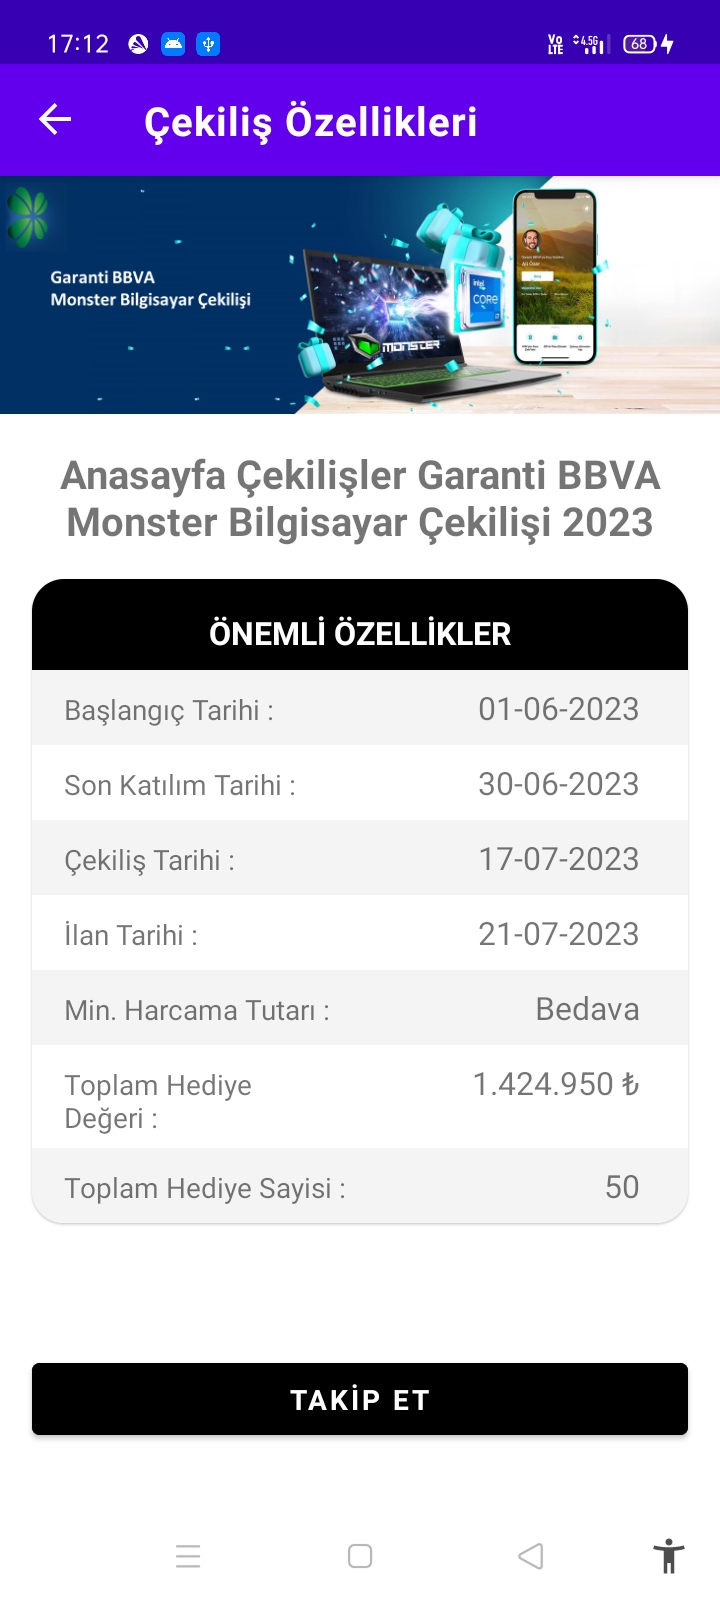 17:12
Vo LTE 4.5G 68
Çekiliş Özellikleri
Garanti BBVA
Monster Bilgisayar Çekilişi
intel
CORE
i7
MONSTER
Anasayfa Çekilişler Garanti BBVA
Monster Bilgisayar Çekilişi 2023
ÖNEMLİ ÖZELLİKLER
Başlangıç Tarihi : 01-06-2023
Son Katılım Tarihi : 30-06-2023
Çekiliş Tarihi : 17-07-2023
İlan Tarihi : 21-07-2023
Min. Harcama Tutarı : Bedava
Toplam Hediye 1.424.950 ₺
Değeri :
Toplam Hediye Sayisi : 50
TAKİP ET